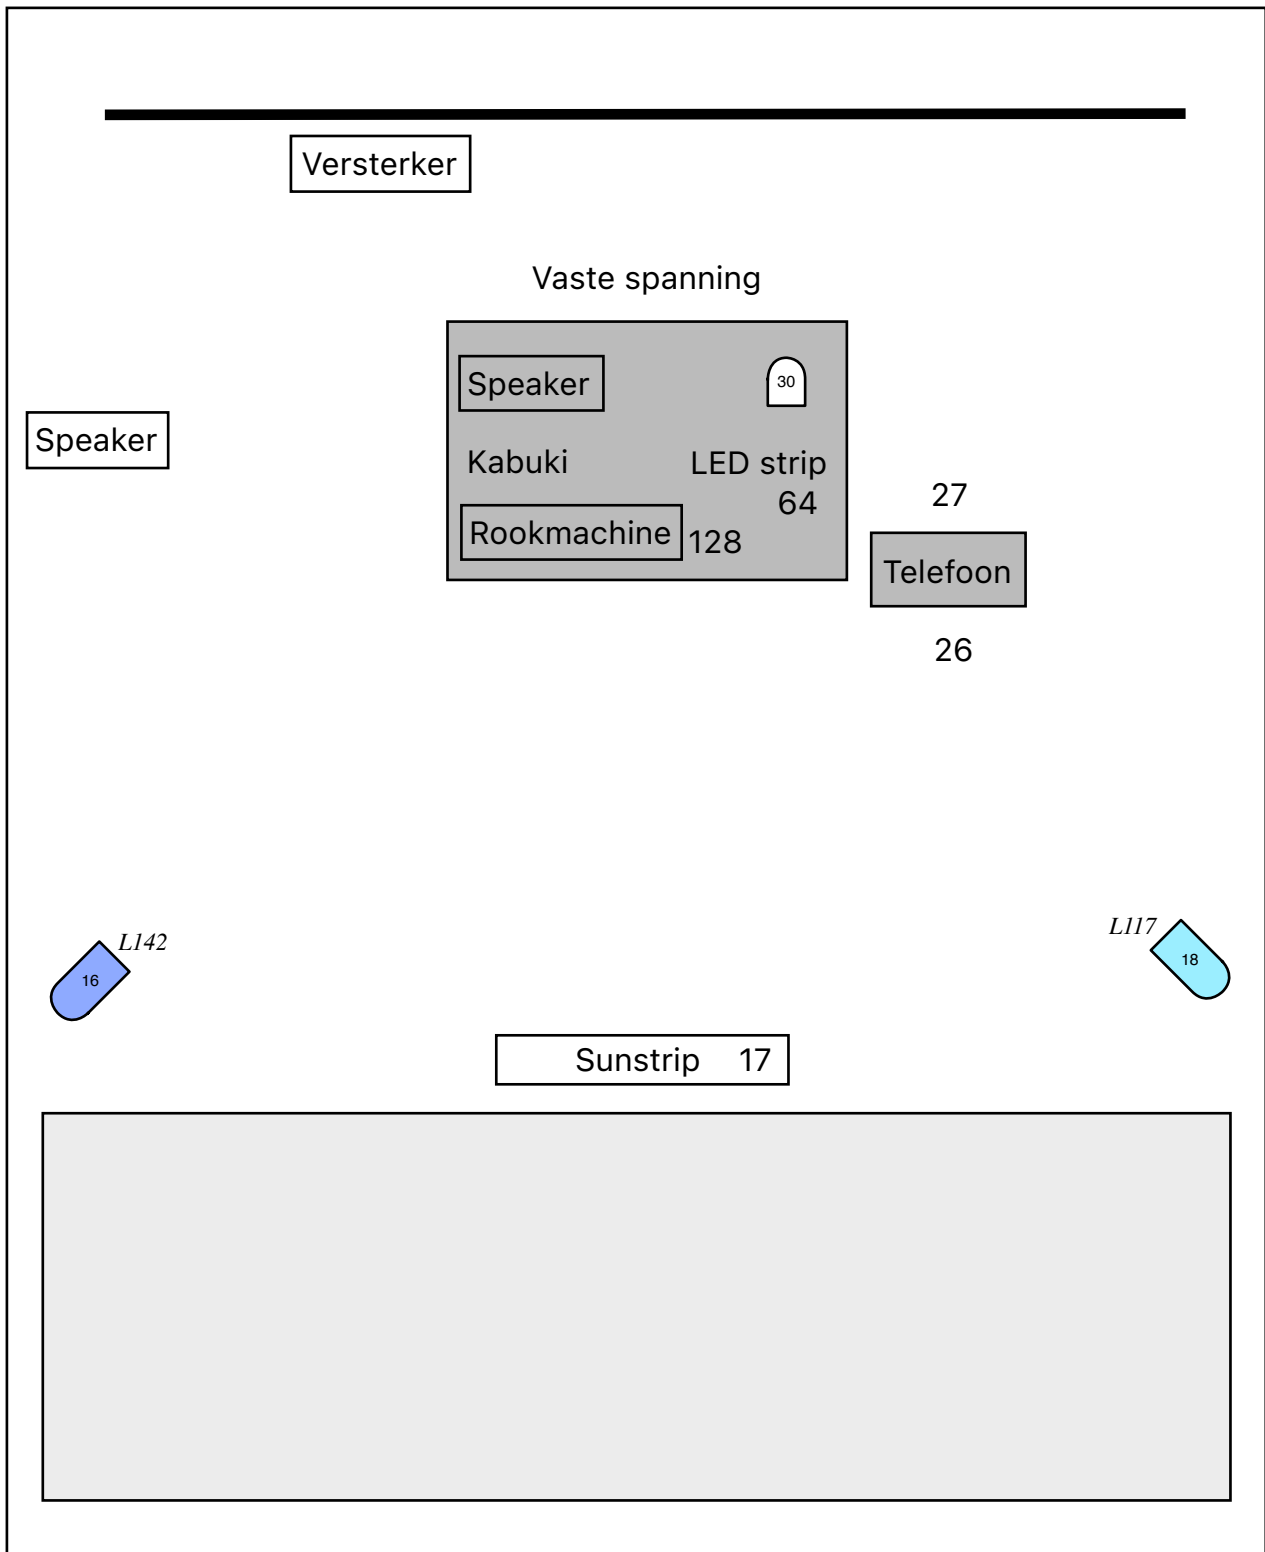 Versterker
Vaste spanning
Speaker
30
Speaker
Kabuki
LED strip
64
27
Rookmachine
128
Telefoon
26
L142
16
L117
18
Sunstrip 17